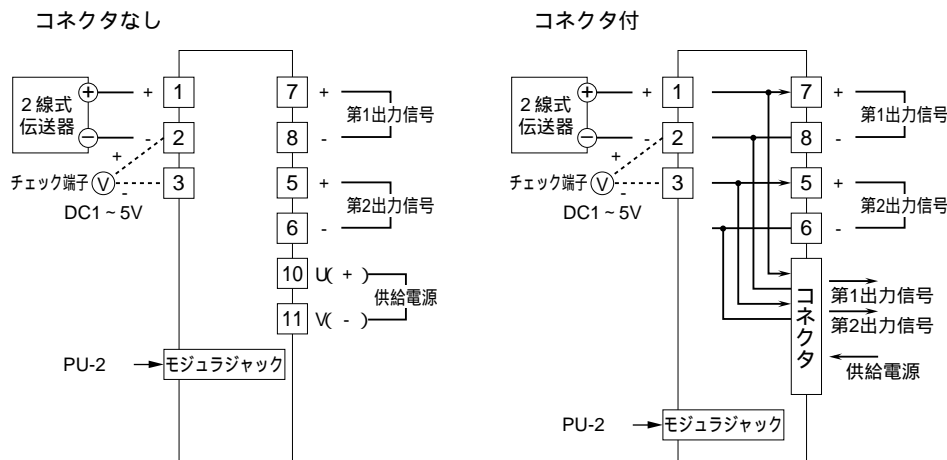 コネクタなし
2線式
伝送器
+
-
+ 1
- 2
3
+
-
チェック端子 V
DC1~5V
7 +
8 -
第1出力信号
5 +
6 -
第2出力信号
10 U( + )
11 V( - )
供給電源
PU-2
モジュラジャック
コネクタ付
2線式
伝送器
+
-
+ 1
- 2
3
+
-
チェック端子 V
DC1~5V
7 +
8 -
第1出力信号
5 +
6 -
第2出力信号
コネクタ
第1出力信号
第2出力信号
供給電源
PU-2
モジュラジャック